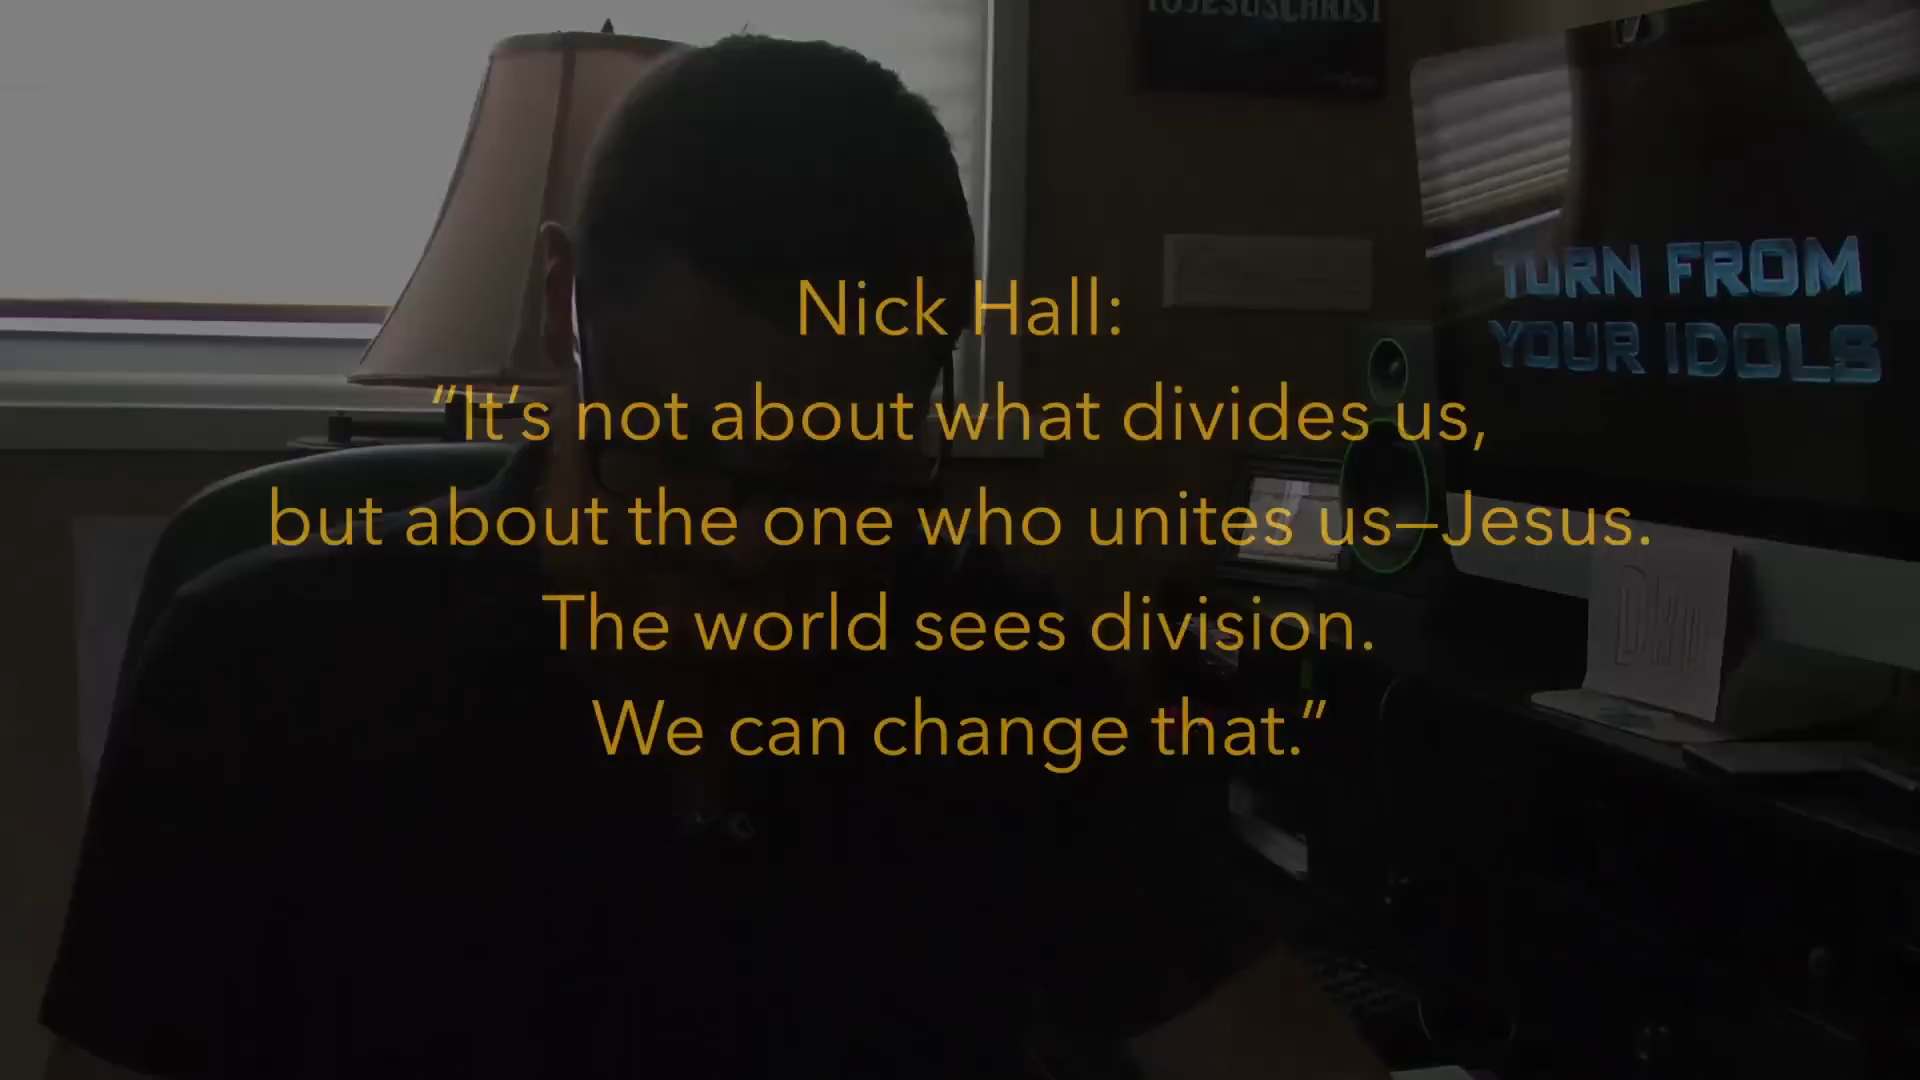 TOJESUSCHRIST
TURN FROM
YOUR IDOLS
Nick Hall:
“It’s not about what divides us,
but about the one who unites us—Jesus.
The world sees division.
We can change that.”